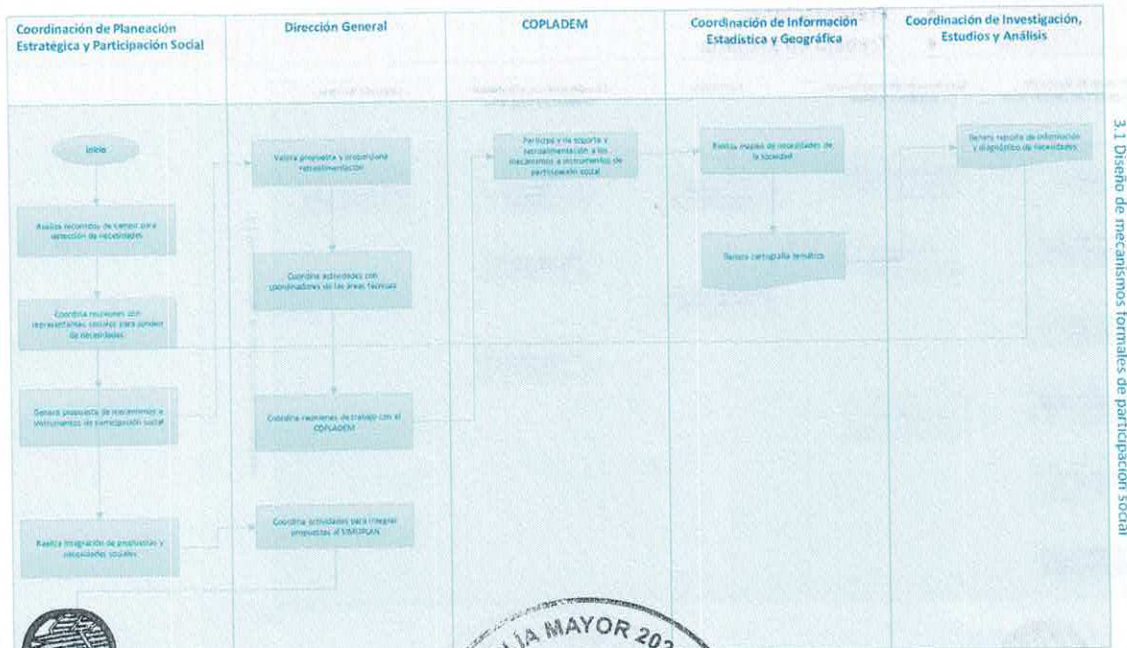 Coordinación de Planeación
Estratégica y Participación Social
Dirección General
COPLADEM
Coordinación de Información
Estadística y Geográfica
Coordinación de Investigación,
Estudios y Análisis
Inicio
Realiza recorridos de campo para
detección de necesidades
Coordina reuniones con
representantes sociales para sondeo
de necesidades
Genera propuesta de mecanismos e
instrumentos de participación social
Realiza integración de propuestas y
necesidades sociales
Valora propuesta y proporciona
retroalimentación
Coordina actividades con
coordinadores de las áreas técnicas
Coordina reuniones de trabajo con el
COPLADEM
Coordina actividades para integrar
propuestas al SIMUPLAN
Participa y da soporte y
retroalimentación a los
mecanismos e instrumentos de
participación social
Realiza mapeo de necesidades de
la sociedad
Genera cartografía temática
Genera reporte de información
y diagnóstico de necesidades
3.1 Diseño de mecanismos formales de participación social
MAYOR